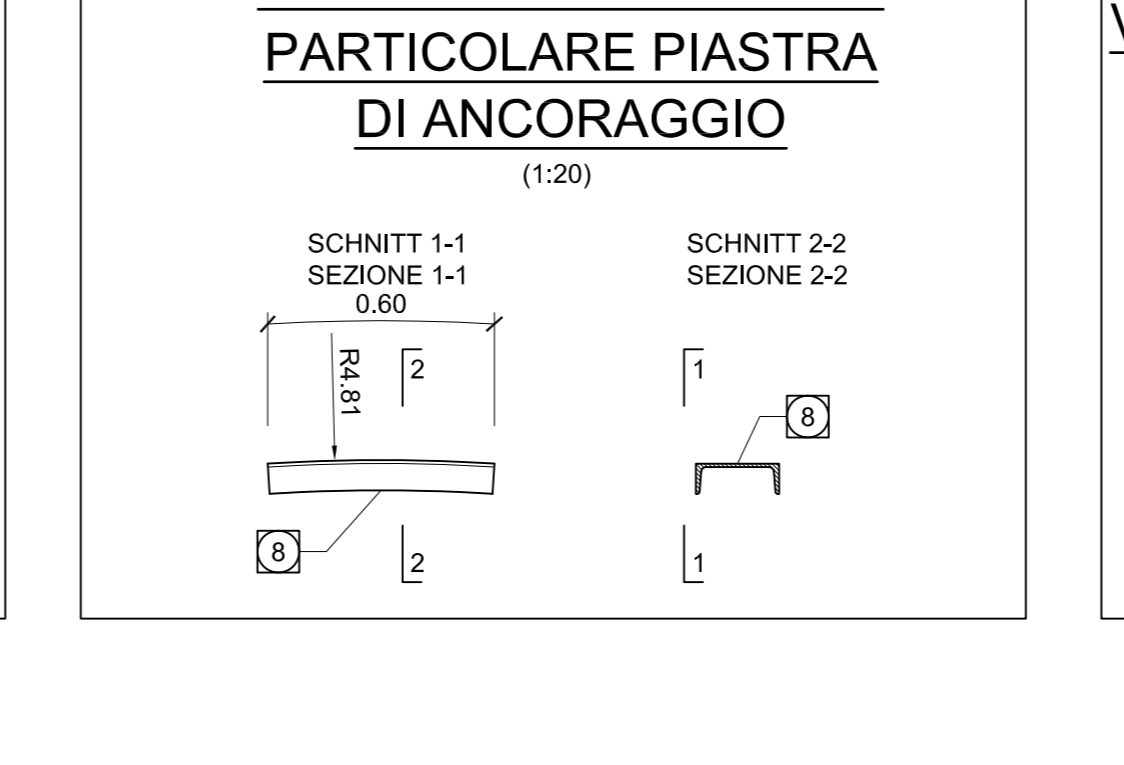 PARTICOLARE PIASTRA
DI ANCORAGGIO
(1:20)
SCHNITT 1-1
SEZIONE 1-1
0.60
R4.81
2
8
2
SCHNITT 2-2
SEZIONE 2-2
1
8
1